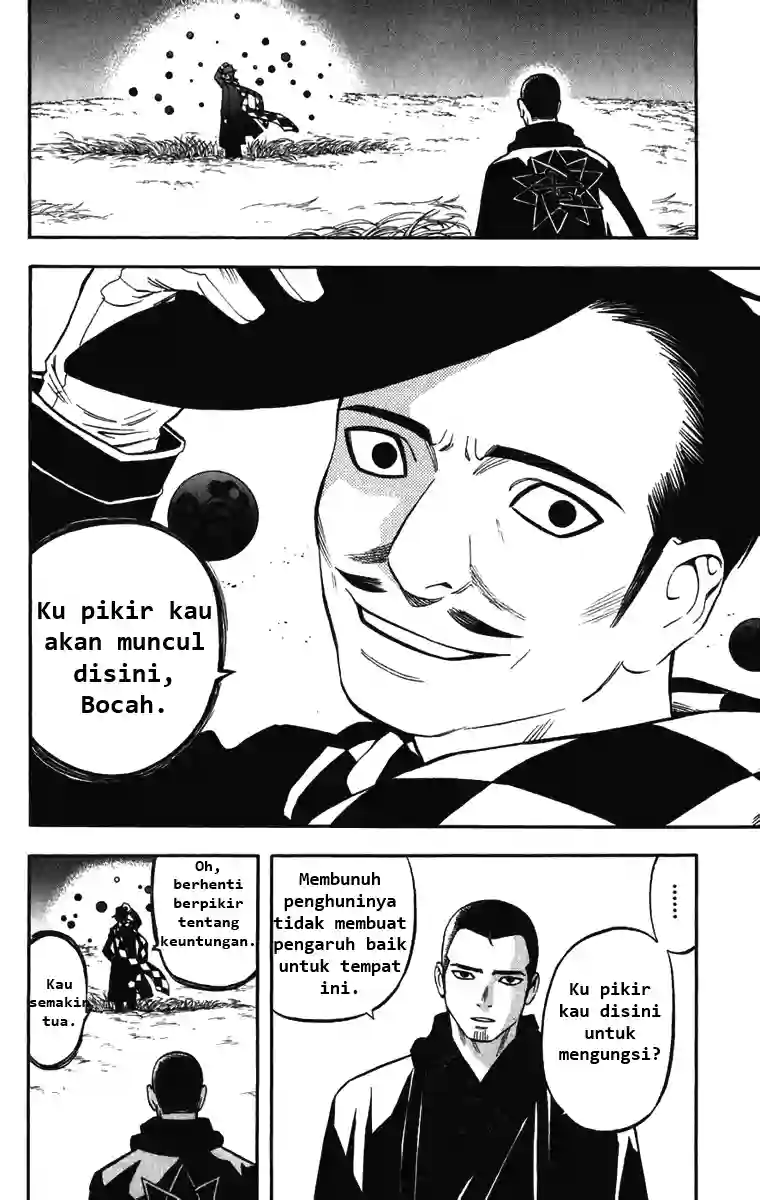 Ku pikir kau
akan muncul
disini,
Bocah.
........
Ku pikir
kau disini
untuk
mengungsi?
Membunuh
penghuninya
tidak membuat
pengaruh baik
untuk tempat
ini.
Oh,
berhenti
berpikir
tentang
keuntungan.
Kau
semakin
tua.